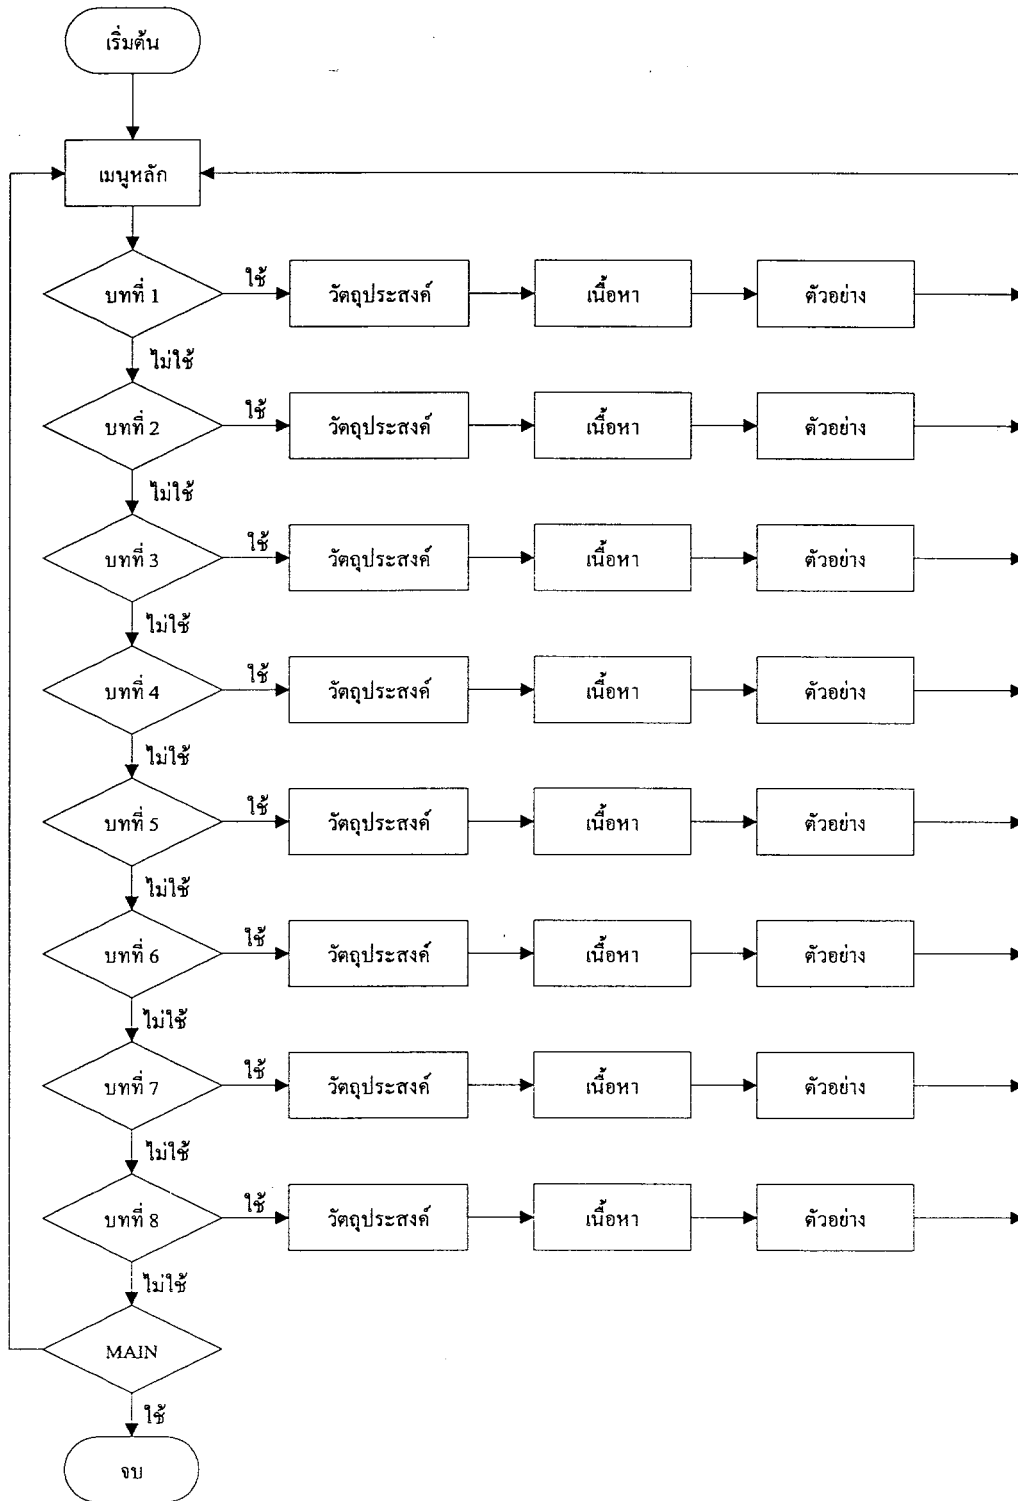 เริ่มต้น
เมนูหลัก
บทที่ 1
ใช้
วัตถุประสงค์
เนื้อหา
ตัวอย่าง
ไม่ใช้
บทที่ 2
ใช้
วัตถุประสงค์
เนื้อหา
ตัวอย่าง
ไม่ใช้
บทที่ 3
ใช้
วัตถุประสงค์
เนื้อหา
ตัวอย่าง
ไม่ใช้
บทที่ 4
ใช้
วัตถุประสงค์
เนื้อหา
ตัวอย่าง
ไม่ใช้
บทที่ 5
ใช้
วัตถุประสงค์
เนื้อหา
ตัวอย่าง
ไม่ใช้
บทที่ 6
ใช้
วัตถุประสงค์
เนื้อหา
ตัวอย่าง
ไม่ใช้
บทที่ 7
ใช้
วัตถุประสงค์
เนื้อหา
ตัวอย่าง
ไม่ใช้
บทที่ 8
ใช้
วัตถุประสงค์
เนื้อหา
ตัวอย่าง
ไม่ใช้
MAIN
ใช้
จบ